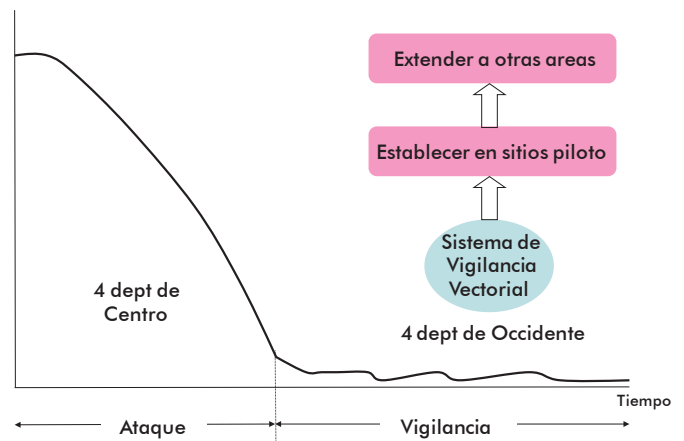 Extender a otras areas
Establecer en sitios piloto
Sistema de
Vigilancia
Vectorial
4 dept de
Centro
4 dept de Occidente
Tiempo
Ataque
Vigilancia